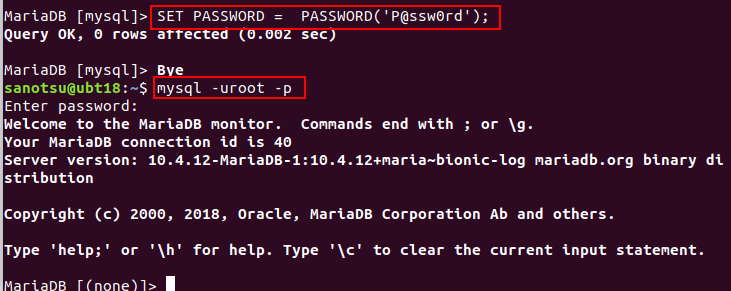 MariaDB [mysql]> SET PASSWORD =  PASSWORD('P@ssw0rd');
Query OK, 0 rows affected (0.002 sec)
MariaDB [mysql]> Bye
sanotsu@ubt18:~$ mysql -uroot -p
Enter password:
Welcome to the MariaDB monitor.  Commands end with ; or \g.
Your MariaDB connection id is 40
Server version: 10.4.12-MariaDB-1:10.4.12+maria~bionic-log mariadb.org binary di
stribution
Copyright (c) 2000, 2018, Oracle, MariaDB Corporation Ab and others.
Type 'help;' or '\h' for help. Type '\c' to clear the current input statement.
MariaDB [(none)]>